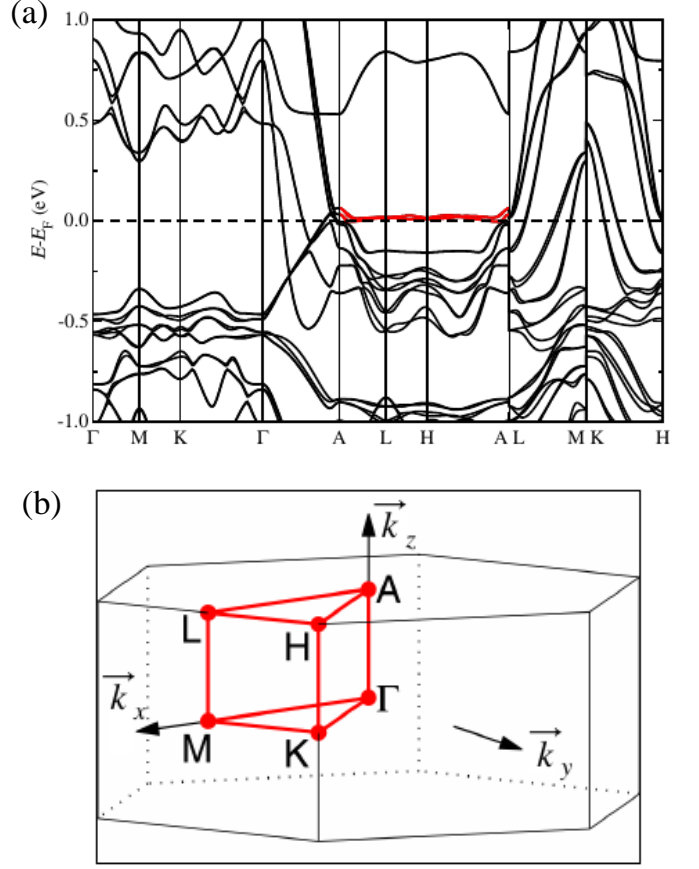 (a)
1.0
0.5
0.0
-0.5
-1.0
E-E_F (eV)
Γ M K Γ A L H A L M K H
(b)
k_z
A
L
H
k_x
Γ
M
K
k_y